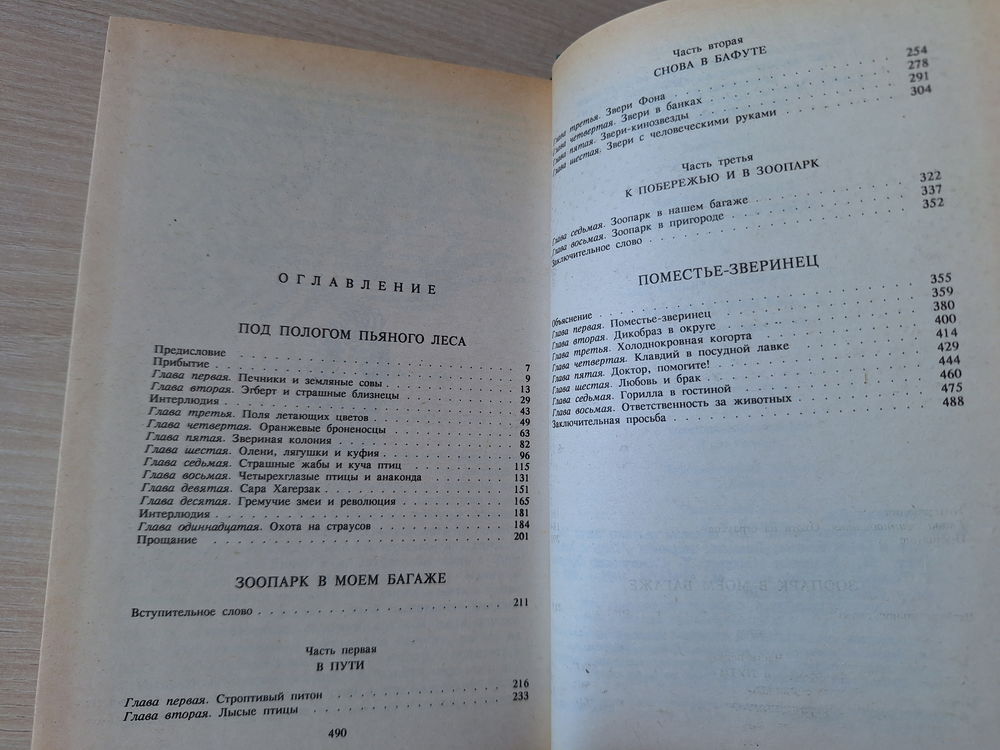 ОГЛАВЛЕНИЕ
ПОД ПОЛОГОМ ПЬЯНОГО ЛЕСА
Предисловие . . . 7
Прибытие . . . 9
Глава первая. Печники и земляные совы . . . 13
Глава вторая. Эгберт и страшные близнецы . . . 29
Интерлюдия . . . 43
Глава третья. Поля летающих цветов . . . 49
Глава четвертая. Оранжевые броненосцы . . . 63
Глава пятая. Звериная колония . . . 82
Глава шестая. Олени, лягушки и куфия . . . 96
Глава седьмая. Страшные жабы и куча птиц . . . 115
Глава восьмая. Четырехглазые птицы и анаконда . . . 131
Глава девятая. Сара Хагерзак . . . 151
Глава десятая. Гремучие змеи и революция . . . 165
Интерлюдия . . . 181
Глава одиннадцатая. Охота на страусов . . . 184
Прощание . . . 201
ЗООПАРК В МОЕМ БАГАЖЕ
Вступительное слово . . . 211
Часть первая
В ПУТИ
Глава первая. Строптивый питон . . . 216
Глава вторая. Лысые птицы . . . 233
490
Часть вторая
СНОВА В БАФУТЕ
Глава третья. Звери Фона . . . 254
Глава четвертая. Звери в банках . . . 278
Глава пятая. Звери-кинозвезды . . . 291
Глава шестая. Звери с человеческими руками . . . 304
Часть третья
К ПОБЕРЕЖЬЮ И В ЗООПАРК
Глава седьмая. Зоопарк в нашем багаже . . . 322
Глава восьмая. Зоопарк в пригороде . . . 337
Заключительное слово . . . 352
ПОМЕСТЬЕ-ЗВЕРИНЕЦ
Объяснение . . . 355
Глава первая. Поместье-зверинец . . . 359
Глава вторая. Дикобраз в округе . . . 380
Глава третья. Холоднокровная когорта . . . 400
Глава четвертая. Клавдий в посудной лавке . . . 414
Глава пятая. Доктор, помогите! . . . 429
Глава шестая. Любовь и брак . . . 444
Глава седьмая. Горилла в гостиной . . . 460
Глава восьмая. Ответственность за животных . . . 475
Заключительная просьба . . . 488